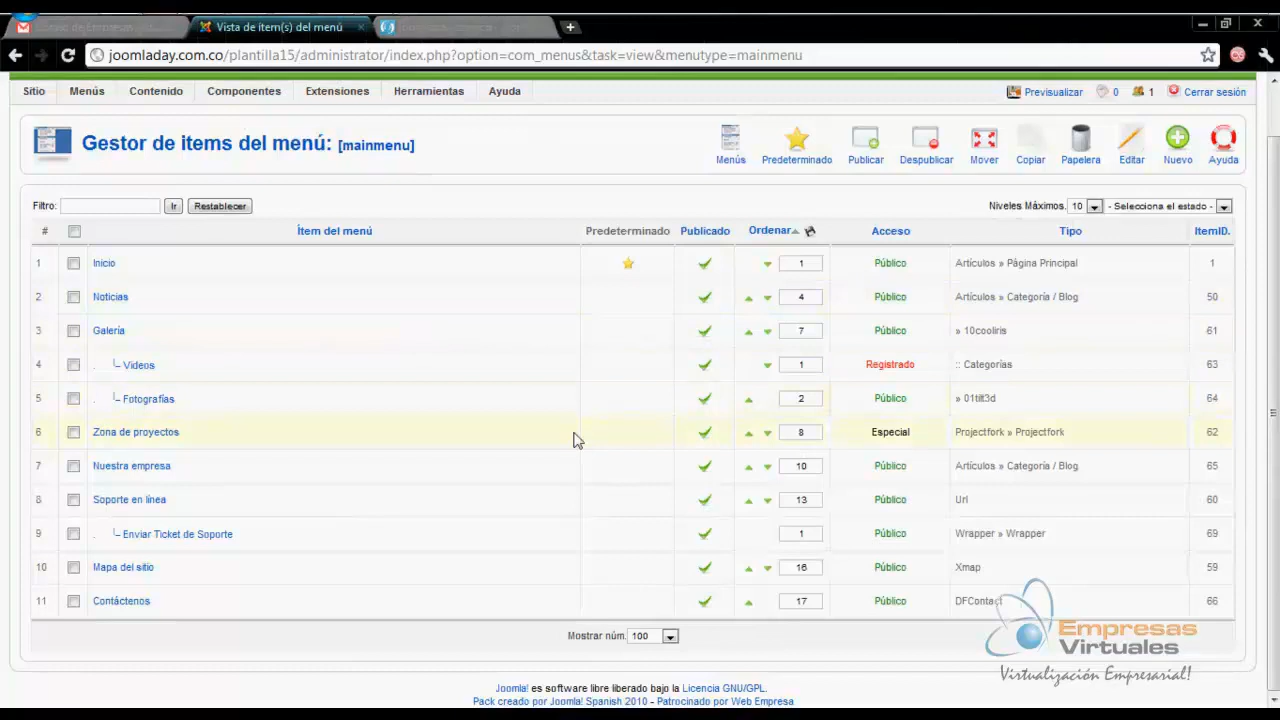 Vista de ítem(s) del menú
joomladay.com.co/plantilla15/administrator/index.php?option=com_menus&task=view&menutype=mainmenu
Sitio Menús Contenido Componentes Extensiones Herramientas Ayuda Previsualizar 0 1 Cerrar sesión
Gestor de items del menú: [mainmenu]
Menús Predeterminado Publicar Despublicar Mover Copiar Papelera Editar Nuevo Ayuda
Filtro: Ir Restablecer Niveles Máximos. 10 - Selecciona el estado -
# Ítem del menú Predeterminado Publicado Ordenar Acceso Tipo ItemID.
1 Inicio 1 Público Artículos » Página Principal 1
2 Noticias 4 Público Artículos » Categoría / Blog 50
3 Galería 7 Público » 10cooliris 61
4 . Videos 1 Registrado :: Categorías 63
5 . Fotografías 2 Público » 01tilt3d 64
6 Zona de proyectos 8 Especial Projectfork » Projectfork 62
7 Nuestra empresa 10 Público Artículos » Categoría / Blog 65
8 Soporte en línea 13 Público Url 60
9 . Enviar Ticket de Soporte 1 Público Wrapper » Wrapper 69
10 Mapa del sitio 16 Público Xmap 59
11 Contáctenos 17 Público DFContact 66
Mostrar núm. 100
Empresas
Virtuales
Virtualización Empresarial!
Joomla! es software libre liberado bajo la Licencia GNU/GPL.
Pack creado por Joomla! Spanish 2010 - Patrocinado por Web Empresa